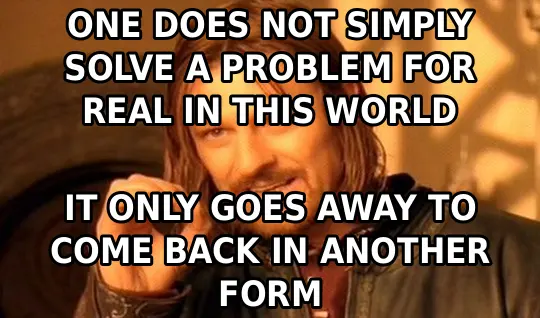 ONE DOES NOT SIMPLY
SOLVE A PROBLEM FOR
REAL IN THIS WORLD
IT ONLY GOES AWAY TO
COME BACK IN ANOTHER
FORM